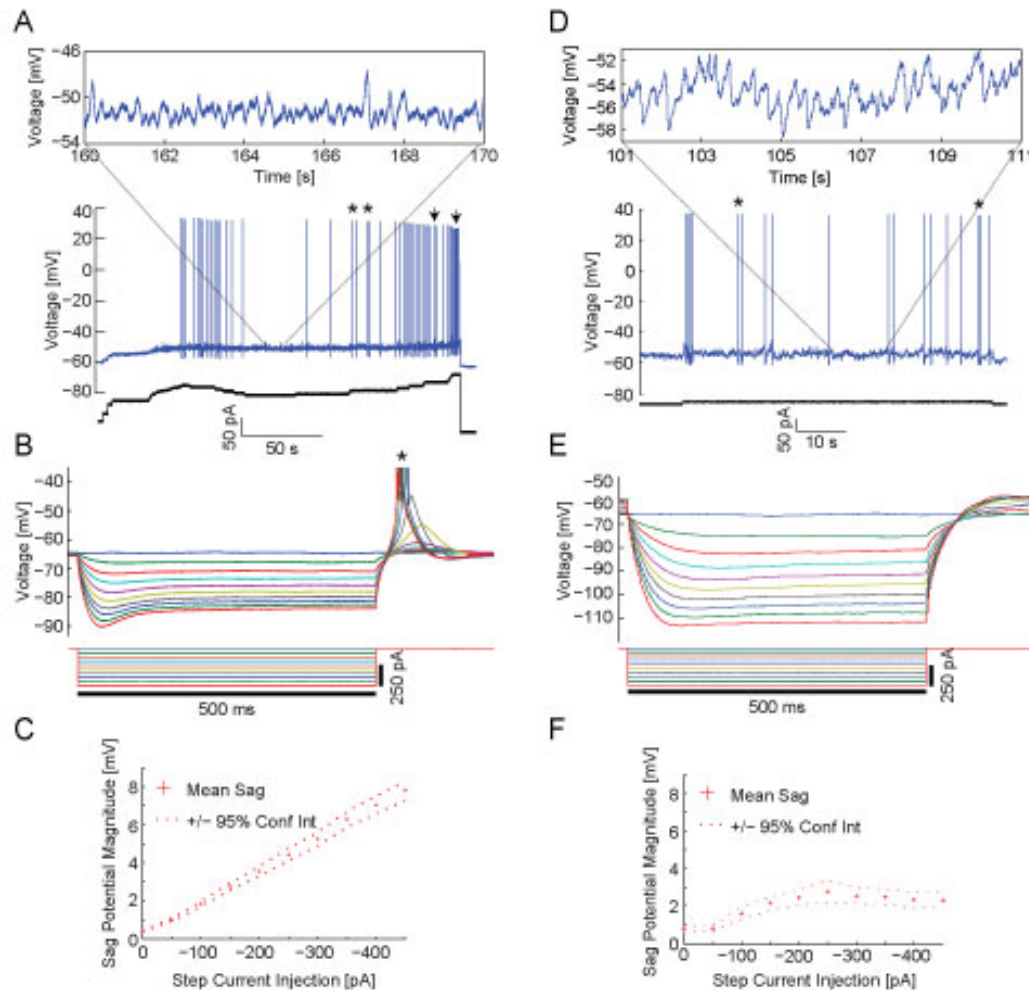 A
Voltage [mV]
−46
−50
−54
160 162 164 166 168 170
Time [s]
* *
Voltage [mV]
40
20
0
−20
−40
−60
−80
50 pA
50 s
B
*
Voltage [mV]
−40
−50
−60
−70
−80
−90
250 pA
500 ms
C
Sag Potential Magnitude [mV]
8
6
4
2
0
+ Mean Sag
+/− 95% Conf Int
0 −100 −200 −300 −400
Step Current Injection [pA]
D
Voltage [mV]
−52
−54
−56
−58
101 103 105 107 109 111
Time [s]
* *
Voltage [mV]
40
20
0
−20
−40
−60
−80
50 pA
10 s
E
Voltage [mV]
−50
−60
−70
−80
−90
−100
−110
250 pA
500 ms
F
Sag Potential Magnitude [mV]
8
6
4
2
0
+ Mean Sag
+/− 95% Conf Int
0 −100 −200 −300 −400
Step Current Injection [pA]